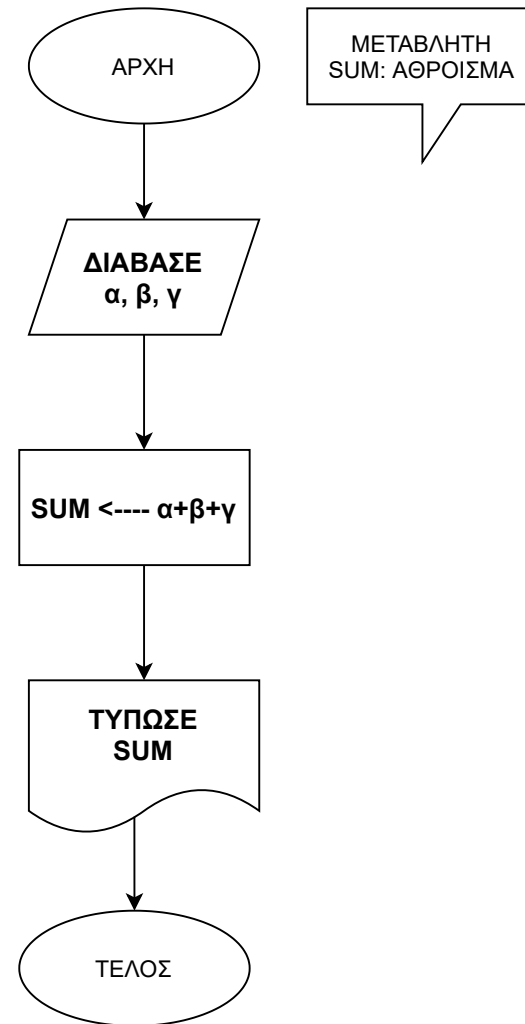 ΑΡΧΗ
ΜΕΤΑΒΛΗΤΗ
SUM: ΑΘΡΟΙΣΜΑ
ΔΙΑΒΑΣΕ
α, β, γ
SUM <---- α+β+γ
ΤΥΠΩΣΕ
SUM
ΤΕΛΟΣ